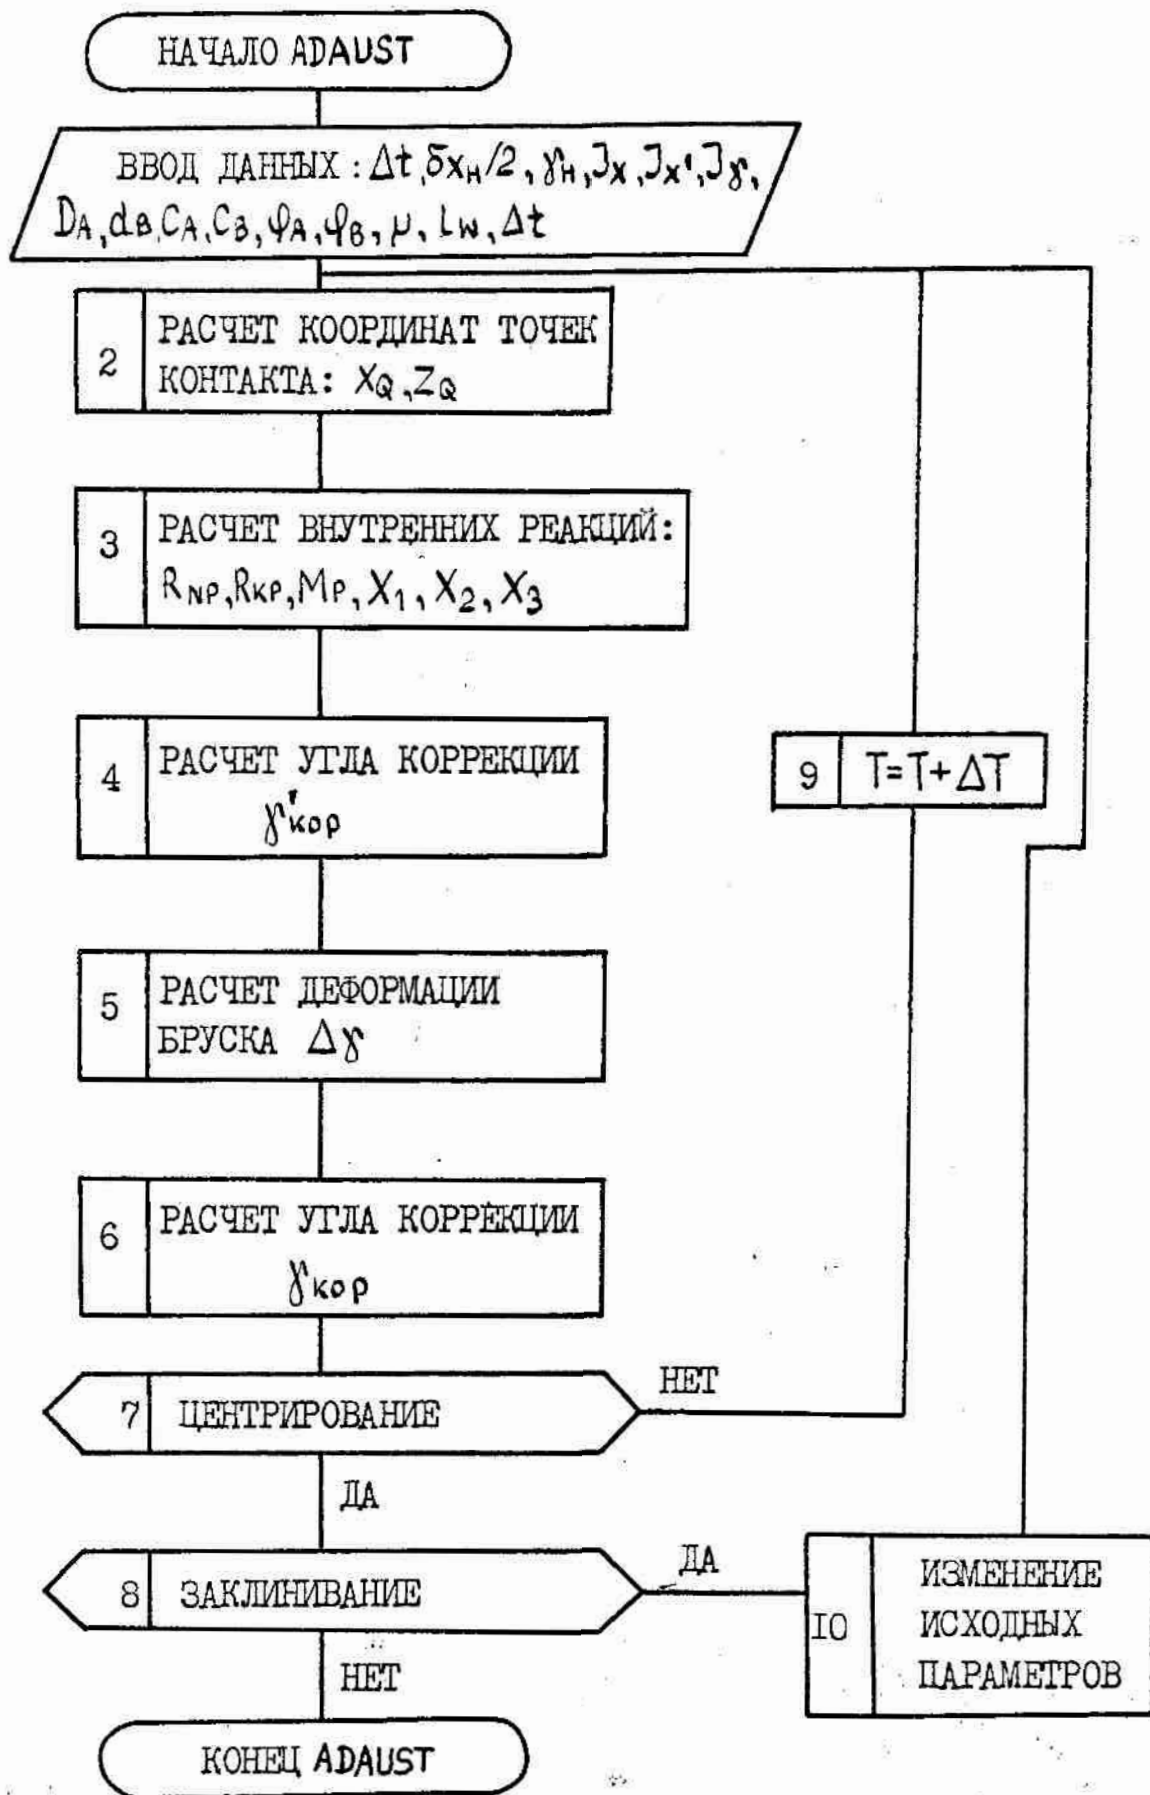 НАЧАЛО ADAUST
ВВОД ДАННЫХ: Δt, δxн/2, γн, Jx, Jx', Jγ,
DA, dB, CA, CB, φA, φB, μ, Lw, Δt
2
РАСЧЕТ КООРДИНАТ ТОЧЕК
КОНТАКТА: XQ, ZQ
3
РАСЧЕТ ВНУТРЕННИХ РЕАКЦИЙ:
RNP, RKP, MP, X1, X2, X3
4
РАСЧЕТ УГЛА КОРРЕКЦИИ
γ'кор
9
T=T+ΔT
5
РАСЧЕТ ДЕФОРМАЦИИ
БРУСКА Δγ
6
РАСЧЕТ УГЛА КОРРЕКЦИИ
γкор
7
ЦЕНТРИРОВАНИЕ
НЕТ
ДА
8
ЗАКЛИНИВАНИЕ
ДА
10
ИЗМЕНЕНИЕ
ИСХОДНЫХ
ПАРАМЕТРОВ
НЕТ
КОНЕЦ ADAUST